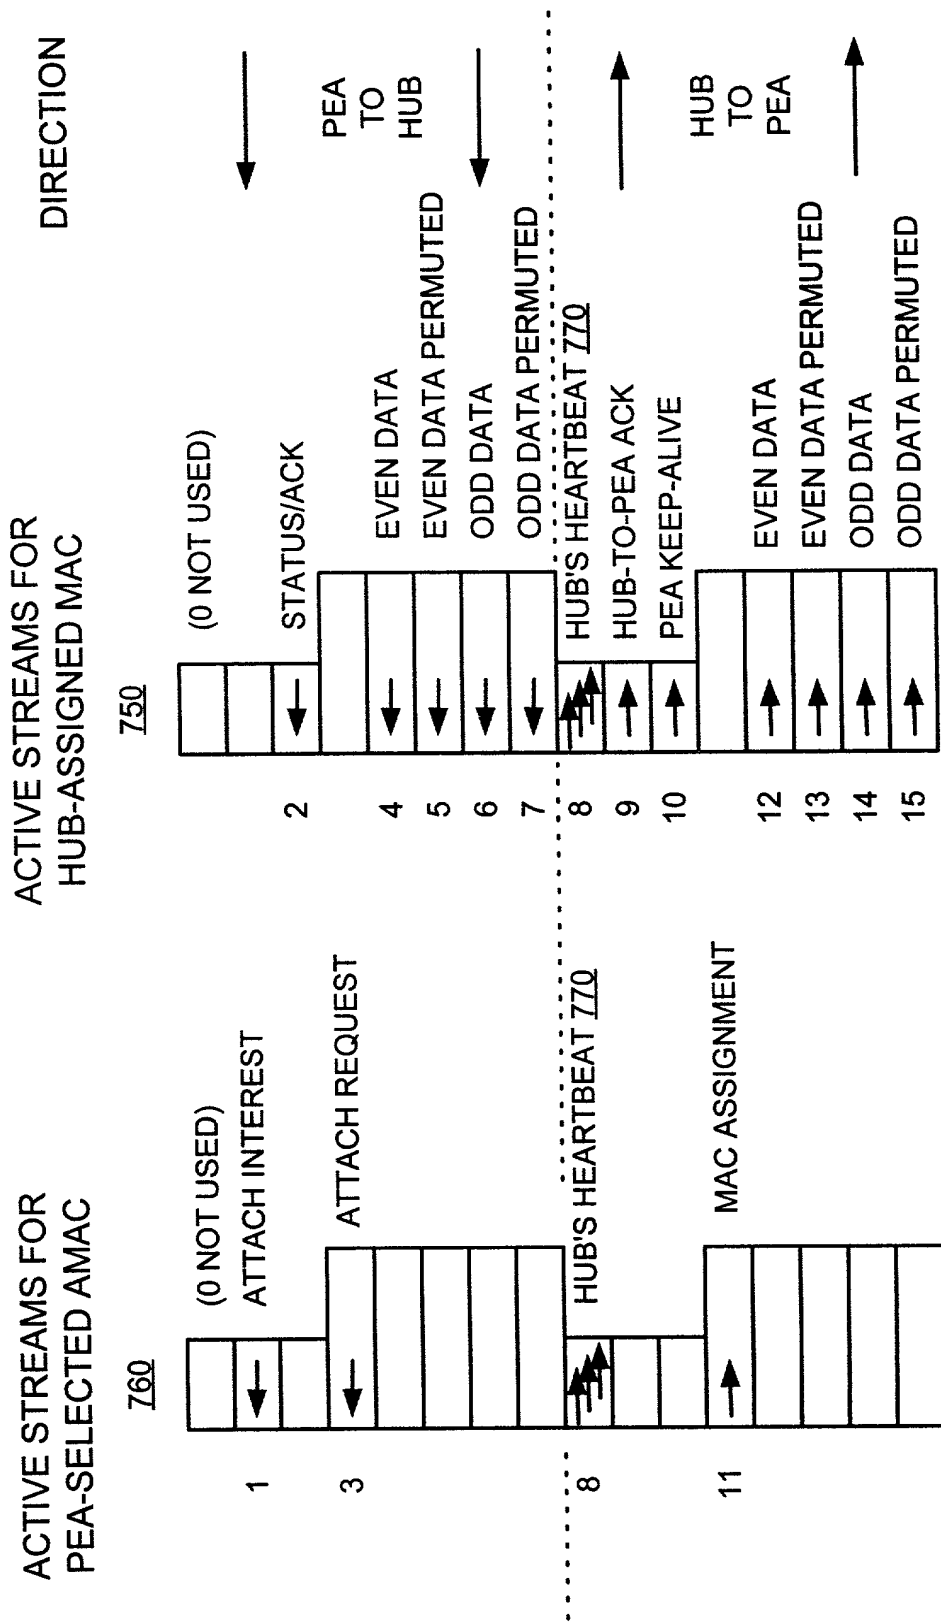 ACTIVE STREAMS FOR
PEA-SELECTED AMAC
760
(0 NOT USED)
1 ATTACH INTEREST
3 ATTACH REQUEST
8 HUB'S HEARTBEAT 770
11 MAC ASSIGNMENT
ACTIVE STREAMS FOR
HUB-ASSIGNED MAC
750
(0 NOT USED)
2 STATUS/ACK
4 EVEN DATA
5 EVEN DATA PERMUTED
6 ODD DATA
7 ODD DATA PERMUTED
8 HUB'S HEARTBEAT 770
9 HUB-TO-PEA ACK
10 PEA KEEP-ALIVE
12 EVEN DATA
13 EVEN DATA PERMUTED
14 ODD DATA
15 ODD DATA PERMUTED
DIRECTION
PEA
TO
HUB
HUB
TO
PEA